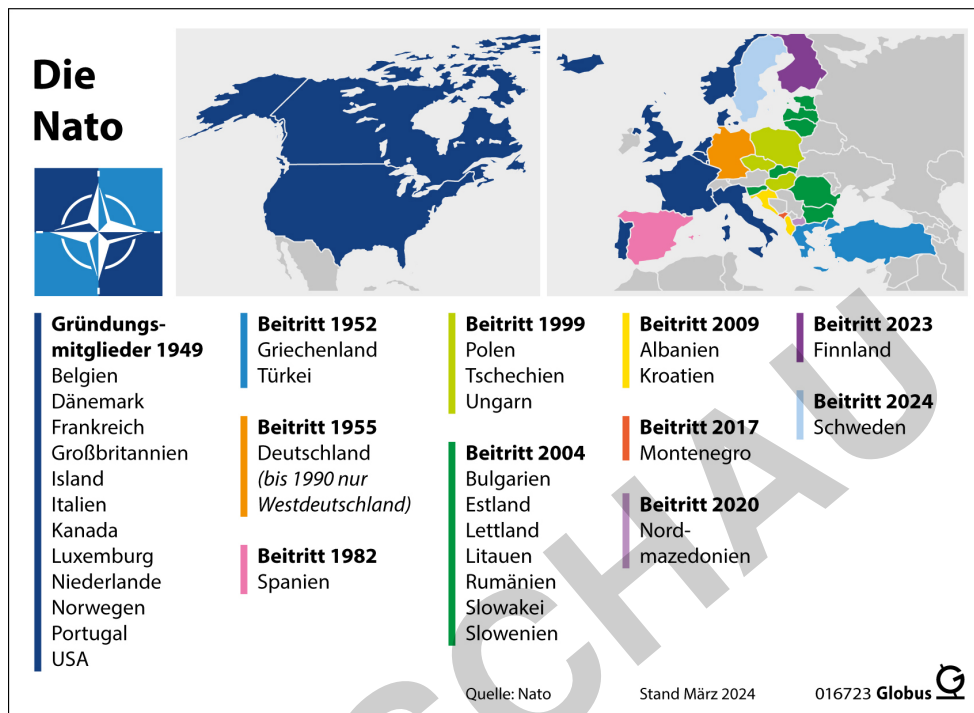 Die
Nato
Gründungs-
mitglieder 1949
Belgien
Dänemark
Frankreich
Großbritannien
Island
Italien
Kanada
Luxemburg
Niederlande
Norwegen
Portugal
USA
Beitritt 1952
Griechenland
Türkei
Beitritt 1955
Deutschland
(bis 1990 nur
Westdeutschland)
Beitritt 1982
Spanien
Beitritt 1999
Polen
Tschechien
Ungarn
Beitritt 2004
Bulgarien
Estland
Lettland
Litauen
Rumänien
Slowakei
Slowenien
Beitritt 2009
Albanien
Kroatien
Beitritt 2017
Montenegro
Beitritt 2020
Nord-
mazedonien
Beitritt 2023
Finnland
Beitritt 2024
Schweden
Quelle: Nato
Stand März 2024
016723 Globus